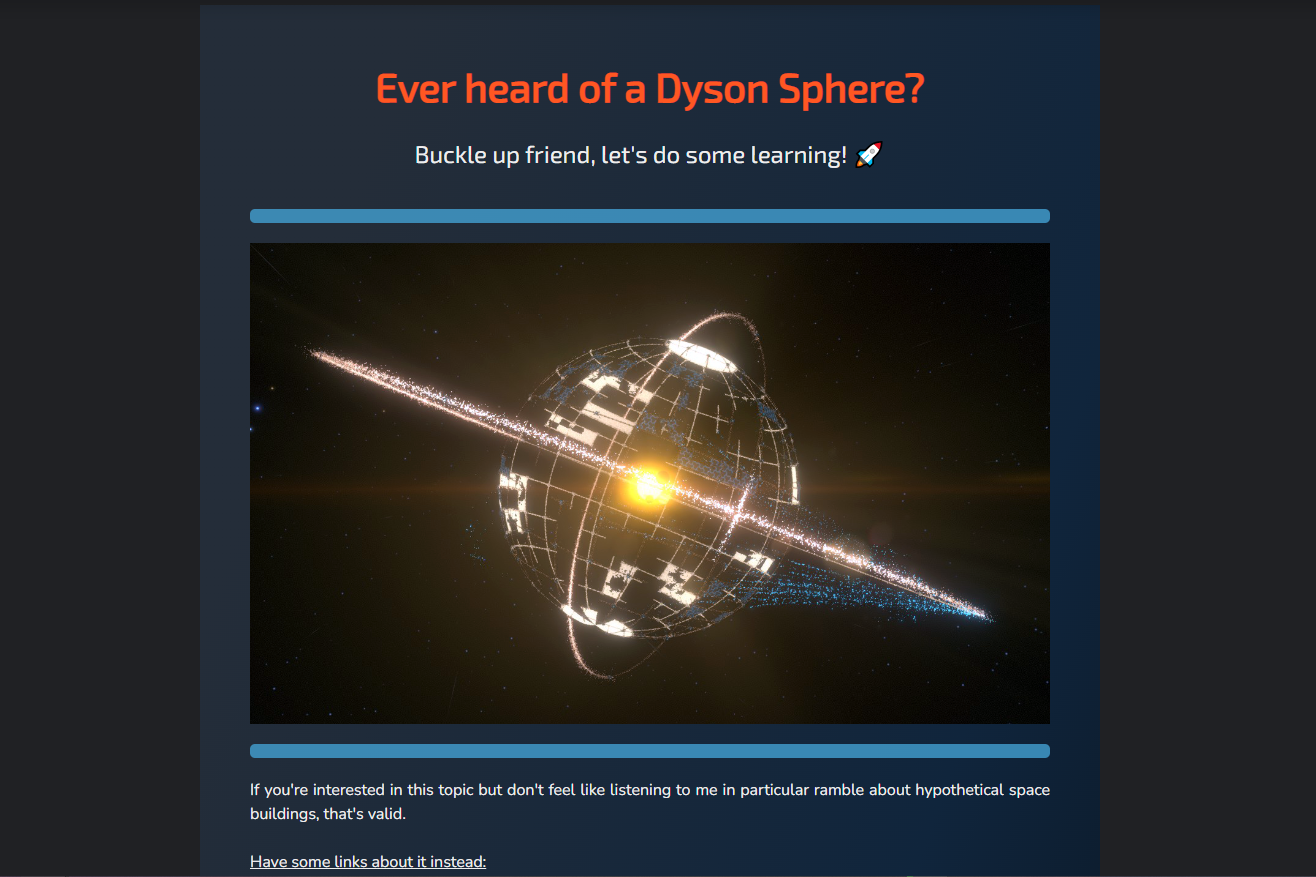 Ever heard of a Dyson Sphere?
Buckle up friend, let's do some learning! 🚀
If you're interested in this topic but don't feel like listening to me in particular ramble about hypothetical space
buildings, that's valid.
Have some links about it instead: